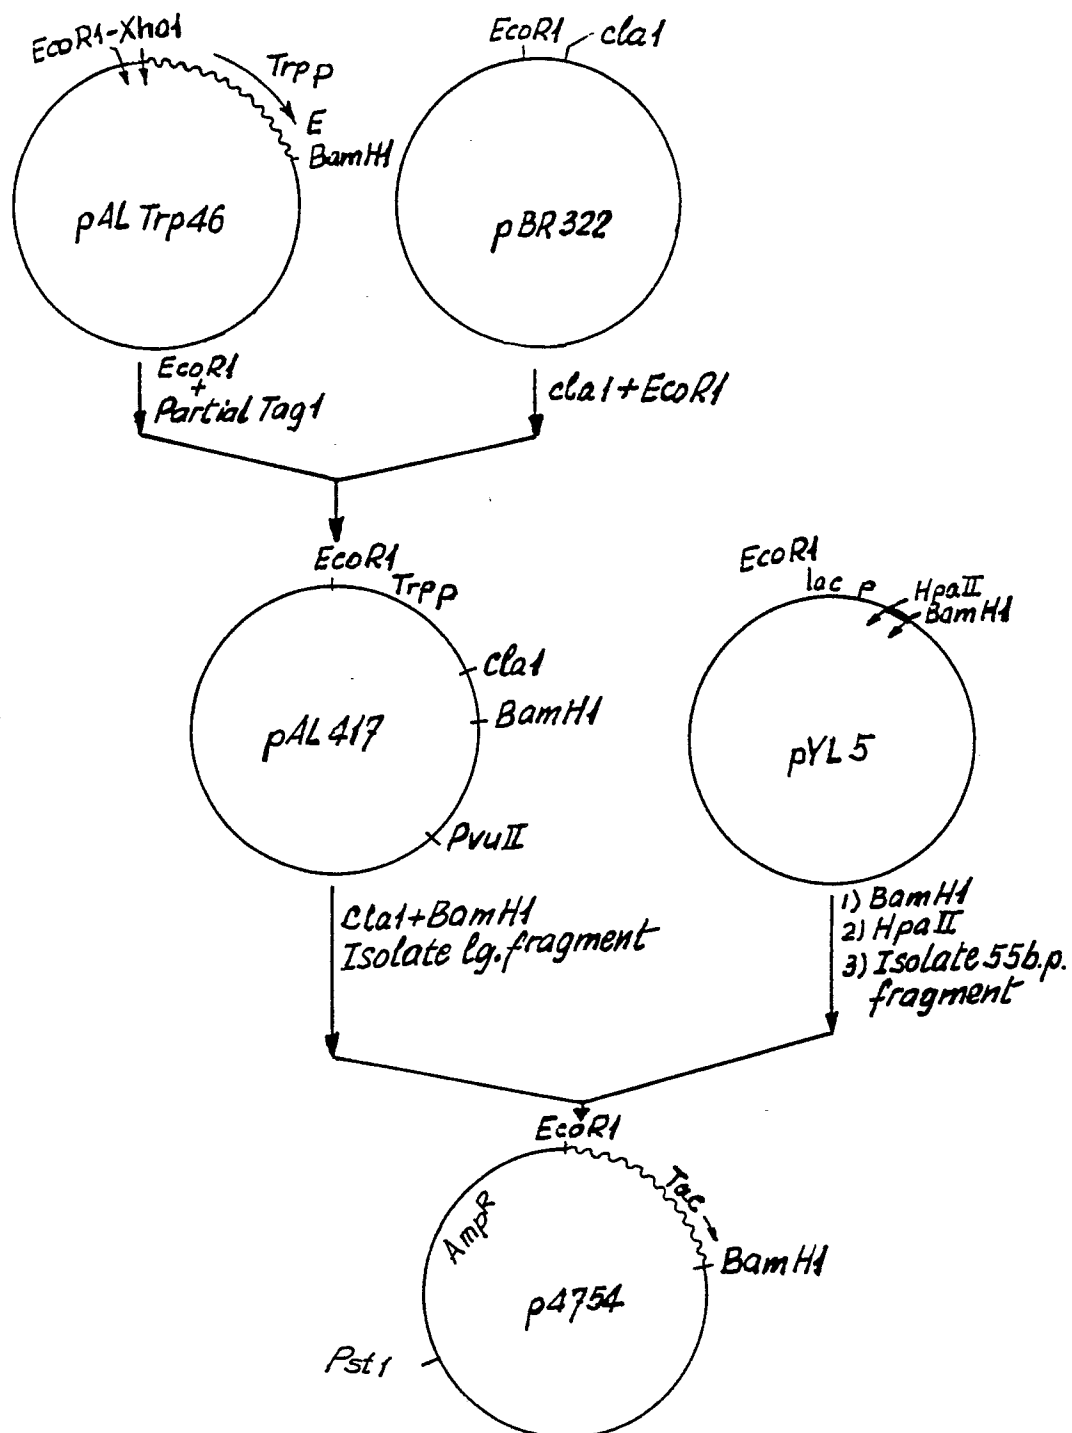 EcoR1-Xho1
Trp p
E
BamH1
pAL Trp46
EcoR1
cla1
pBR322
EcoR1
+
Partial Taq1
cla1+EcoR1
EcoR1
Trp p
Cla1
BamH1
pAL417
PvuII
EcoR1
lac p
HpaII
BamH1
pYL5
Cla1+BamH1
Isolate lg. fragment
1) BamH1
2) HpaII
3) Isolate 55b.p.
fragment
EcoR1
Tac
AmpR
BamH1
p4754
Pst1